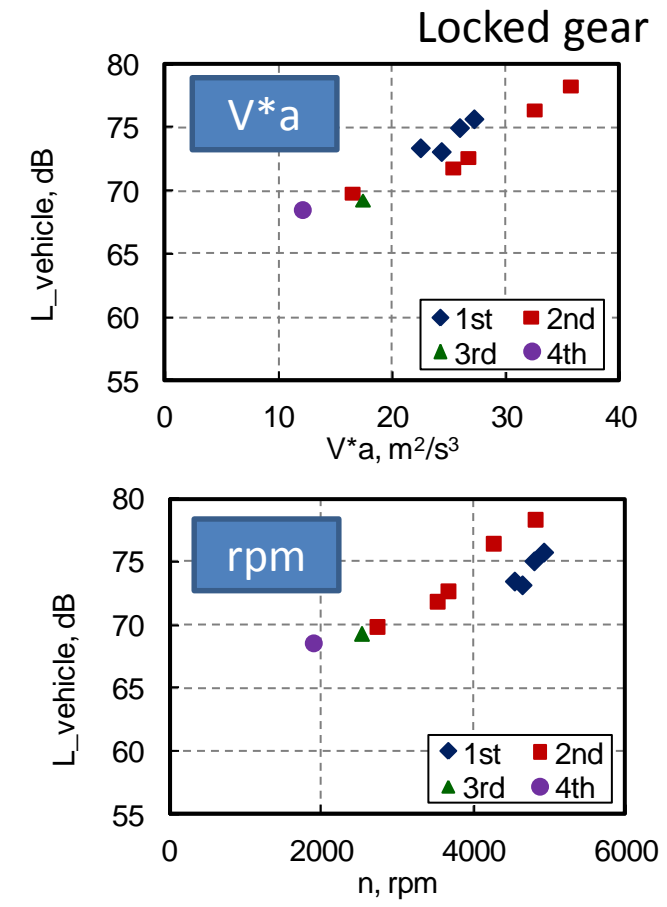 Locked gear
80
75
70
65
60
55
L_vehicle, dB
V*a
1st 2nd
3rd 4th
0 10 20 30 40
V*a, m²/s³
80
75
70
65
60
55
L_vehicle, dB
rpm
1st 2nd
3rd 4th
0 2000 4000 6000
n, rpm